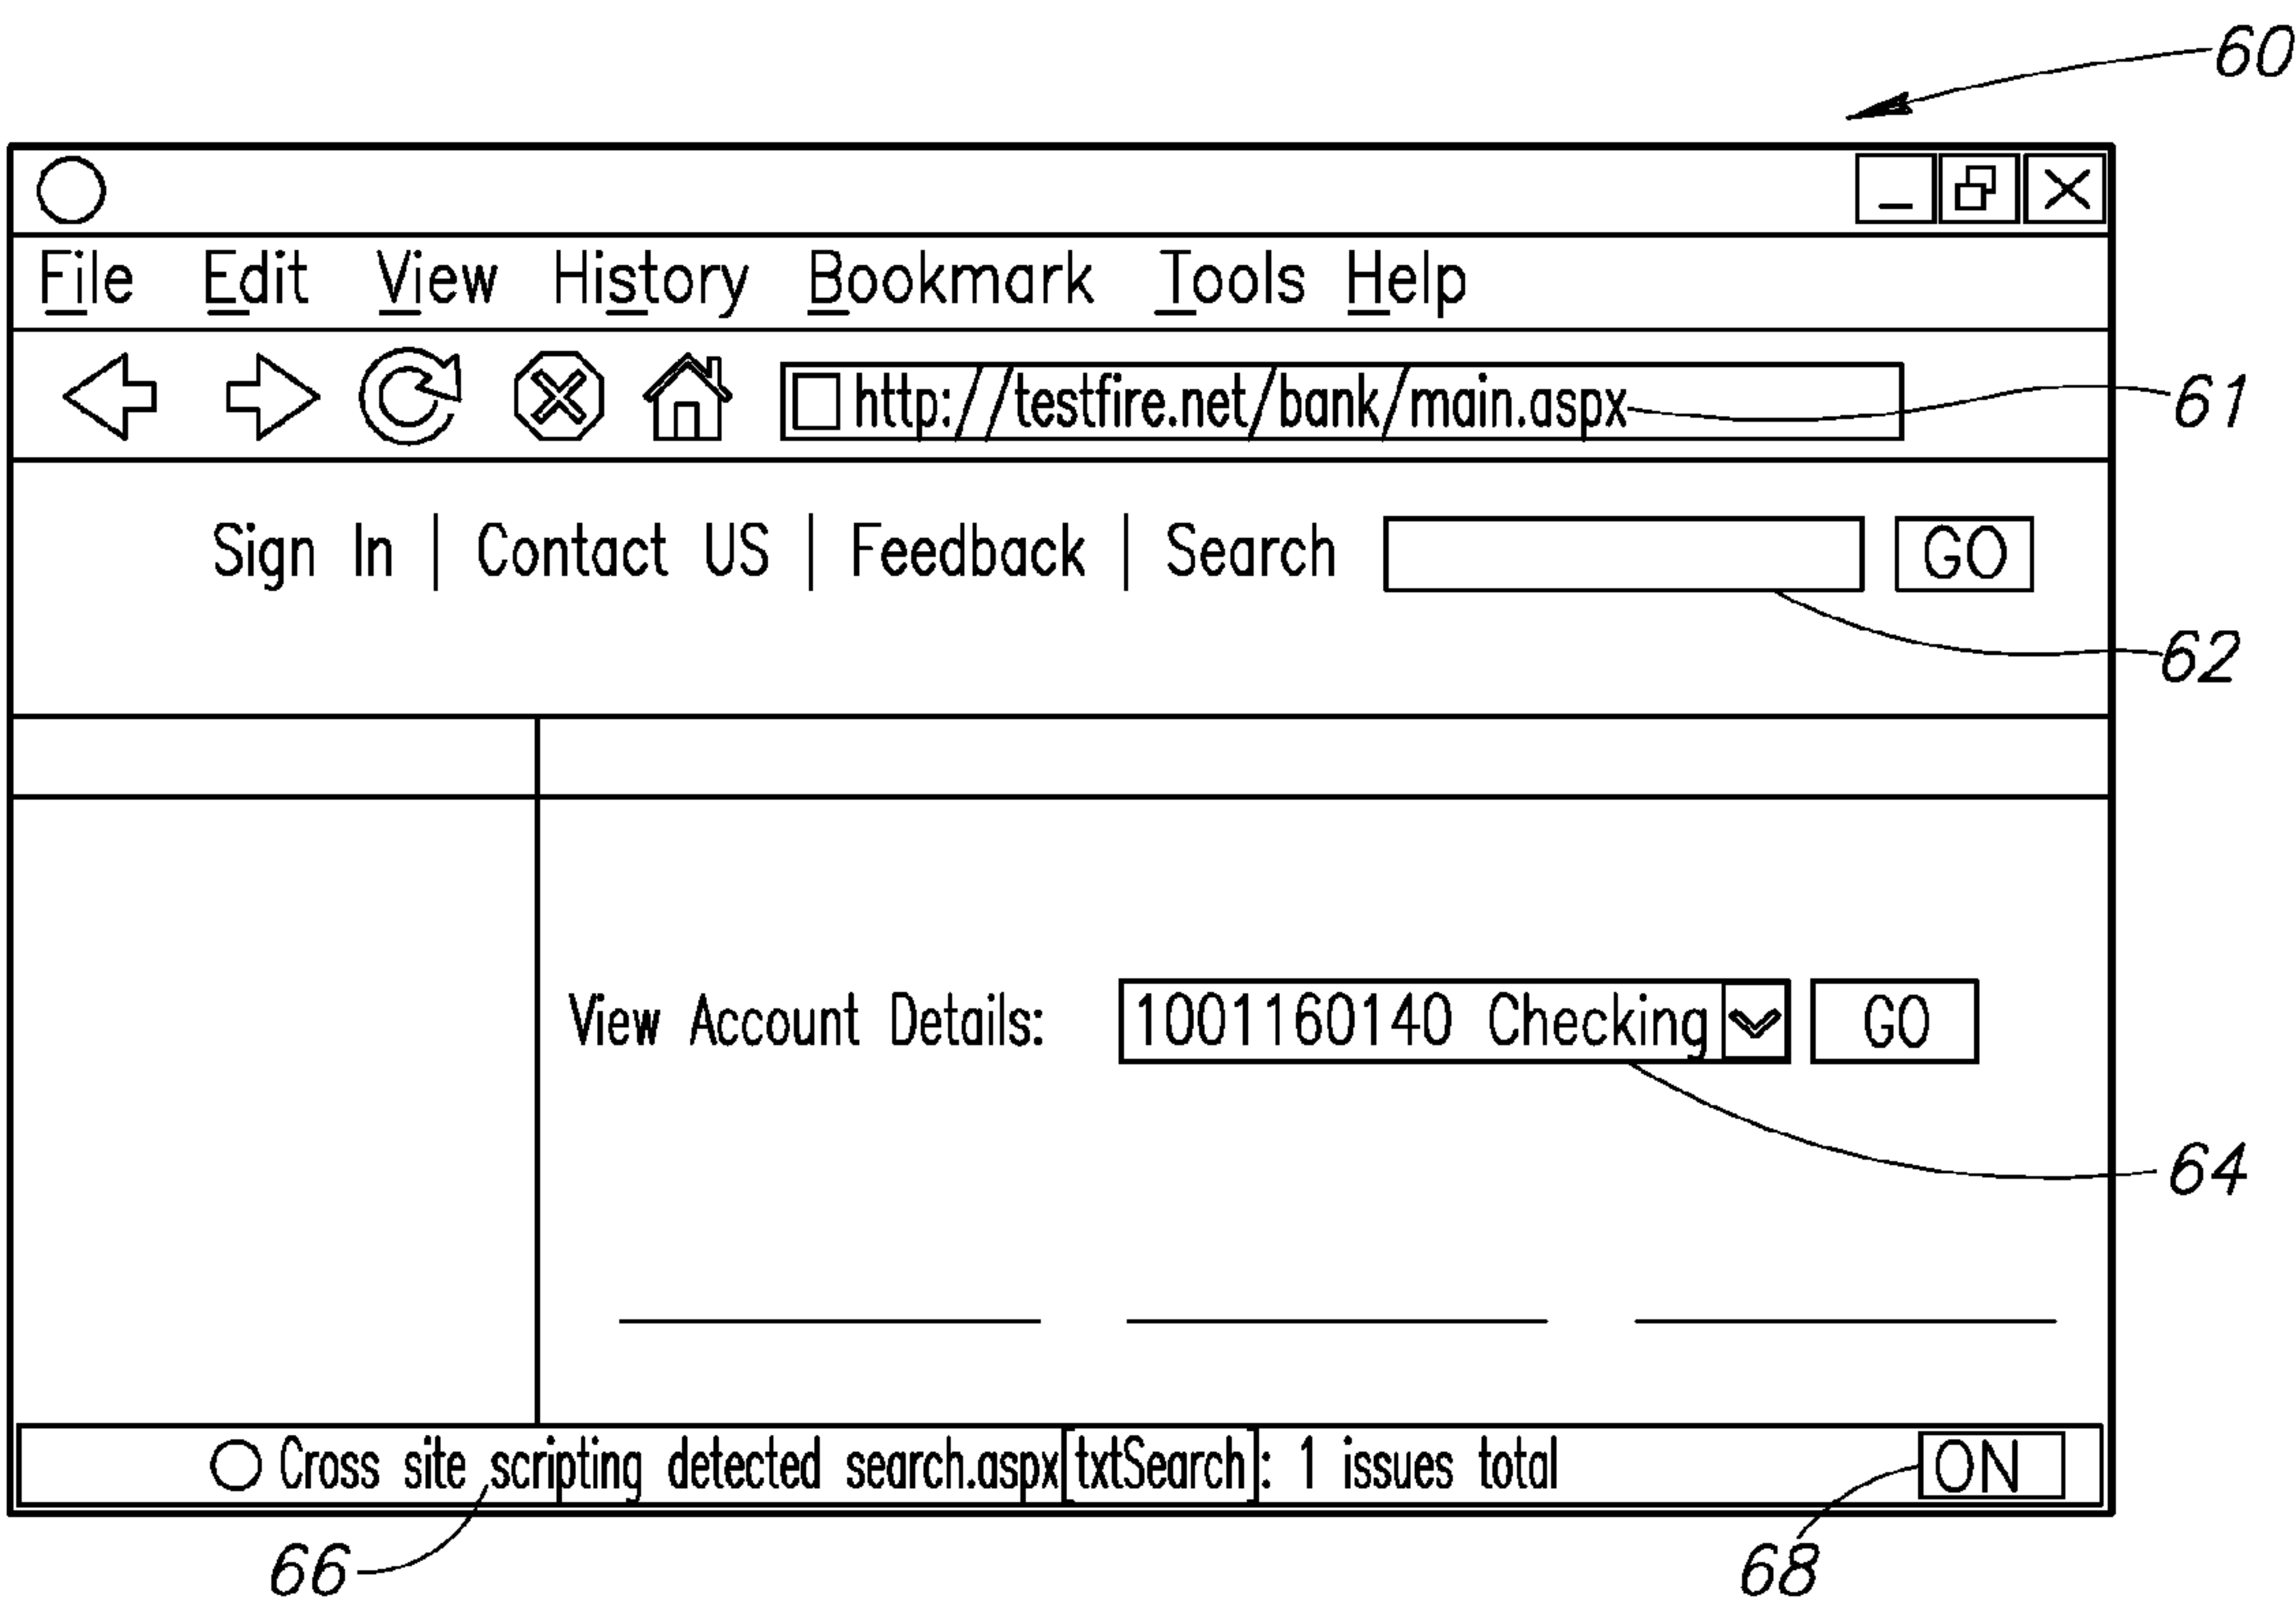 60
File Edit View History Bookmark Tools Help
http://testfire.net/bank/main.aspx
61
Sign In | Contact US | Feedback | Search GO
62
View Account Details: 1001160140 Checking GO
64
Cross site scripting detected search.aspx[txtSearch]: 1 issues total ON
66 68